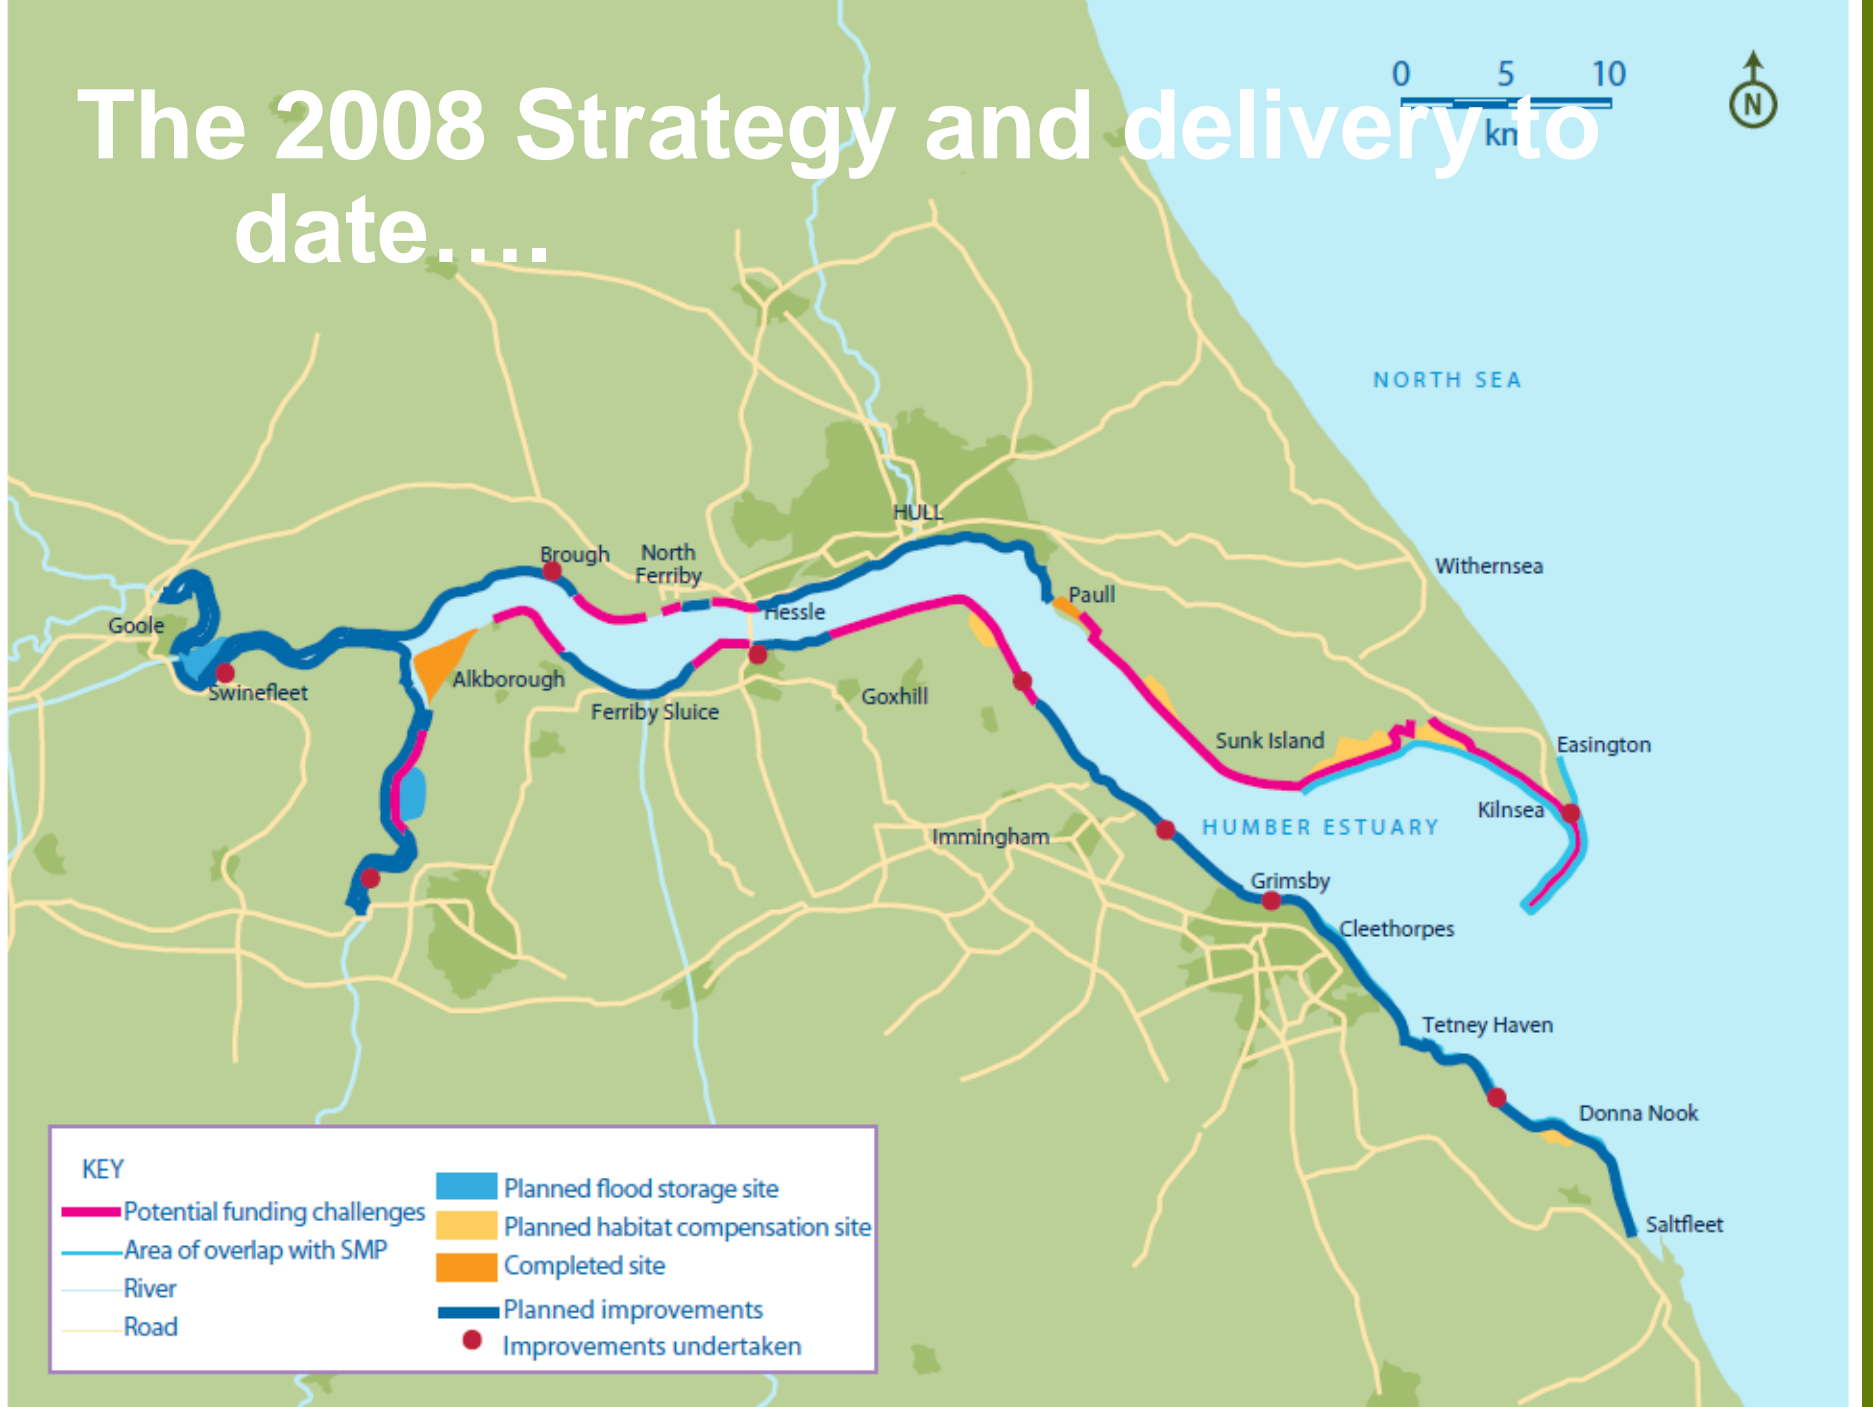 The 2008 Strategy and delivery to
date....
0 5 10
km
N
NORTH SEA
HULL
Brough
North
Ferriby
Withernsea
Paull
Hessle
Goole
Alkborough
Swinefleet
Goxhill
Ferriby Sluice
Sunk Island
Easington
Kilnsea
HUMBER ESTUARY
Immingham
Grimsby
Cleethorpes
Tetney Haven
Donna Nook
Saltfleet
KEY
Potential funding challenges
Area of overlap with SMP
River
Road
Planned flood storage site
Planned habitat compensation site
Completed site
Planned improvements
Improvements undertaken